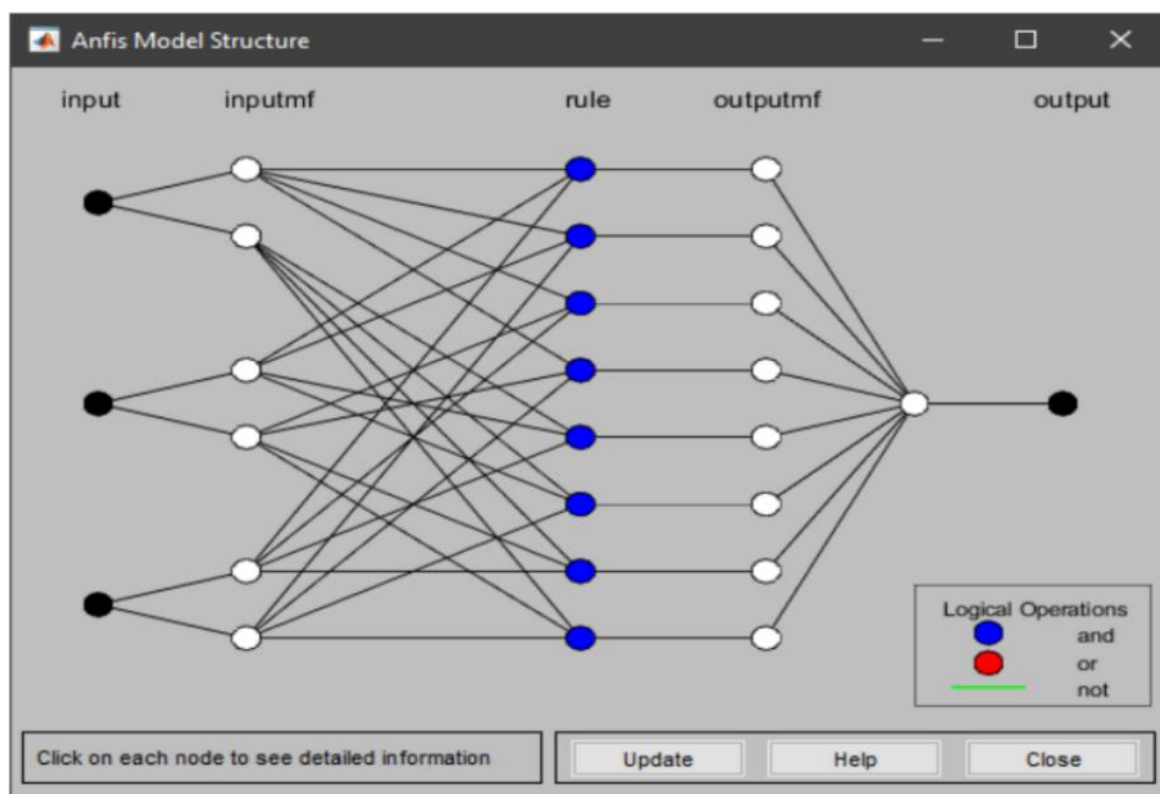 Anfis Model Structure
input inputmf rule outputmf output
Logical Operations
and
or
not
Click on each node to see detailed information Update Help Close